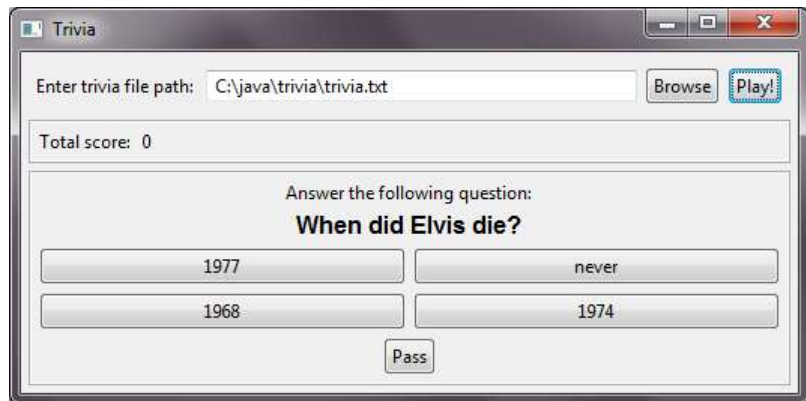 Trivia
Enter trivia file path: C:\java\trivia\trivia.txt Browse Play!
Total score: 0
Answer the following question:
When did Elvis die?
1977 never
1968 1974
Pass